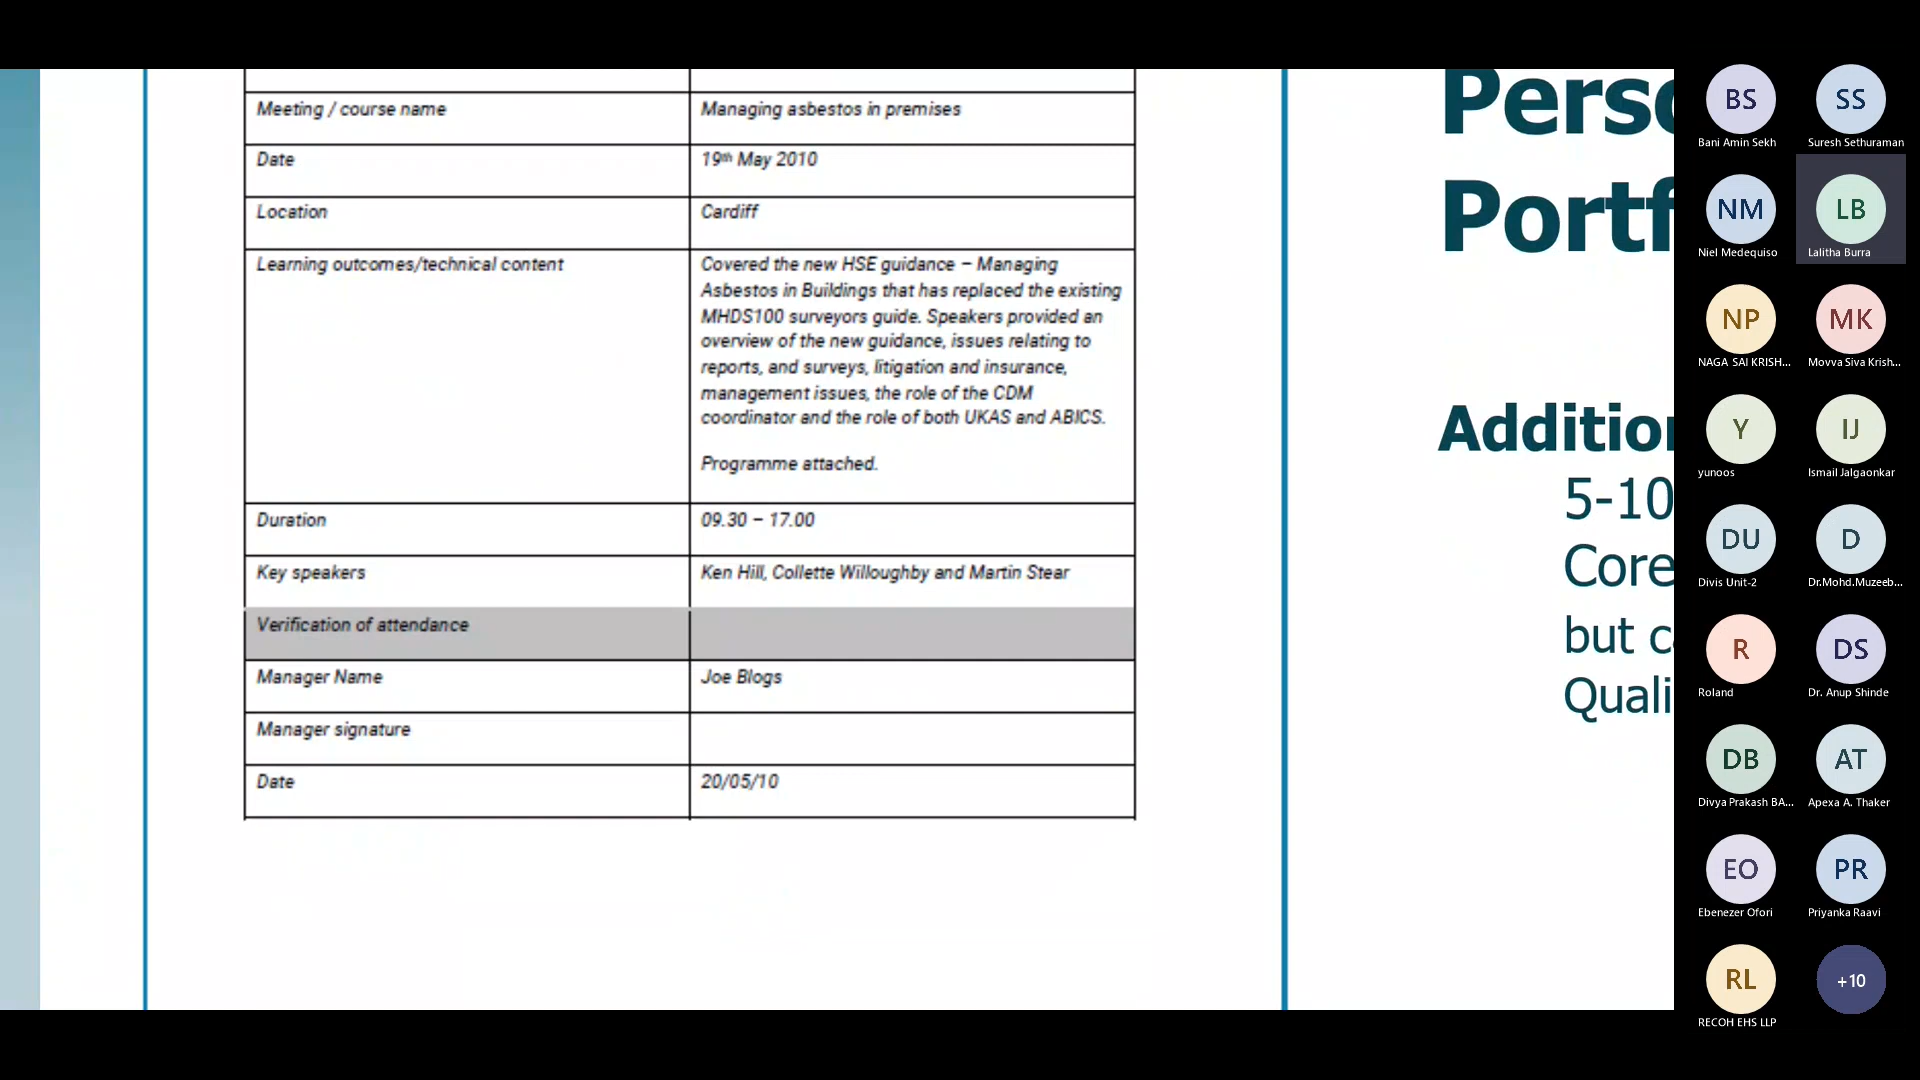 Meeting / course name
Managing asbestos in premises
Date
19th May 2010
Location
Cardiff
Learning outcomes/technical content
Covered the new HSE guidance – Managing
Asbestos in Buildings that has replaced the existing
MHDS100 surveyors guide. Speakers provided an
overview of the new guidance, issues relating to
reports, and surveys, litigation and insurance,
management issues, the role of the CDM
coordinator and the role of both UKAS and ABICS.
Programme attached.
Duration
09.30 – 17.00
Key speakers
Ken Hill, Collette Willoughby and Martin Stear
Verification of attendance
Manager Name
Joe Blogs
Manager signature
Date
20/05/10
Perso
Portf
Addition
5-10
Core
but c
Quali
BS
Bani Amin Sekh
SS
Suresh Sethuraman
NM
Niel Medequiso
LB
Lalitha Burra
NP
NAGA SAI KRISH...
MK
Movva Siva Krish...
Y
yunoos
IJ
Ismail Jalgaonkar
DU
Divis Unit-2
D
Dr.Mohd.Muzeeb...
R
Roland
DS
Dr. Anup Shinde
DB
Divya Prakash BA...
AT
Apexa A. Thaker
EO
Ebenezer Ofori
PR
Priyanka Raavi
RL
RECOH EHS LLP
+10